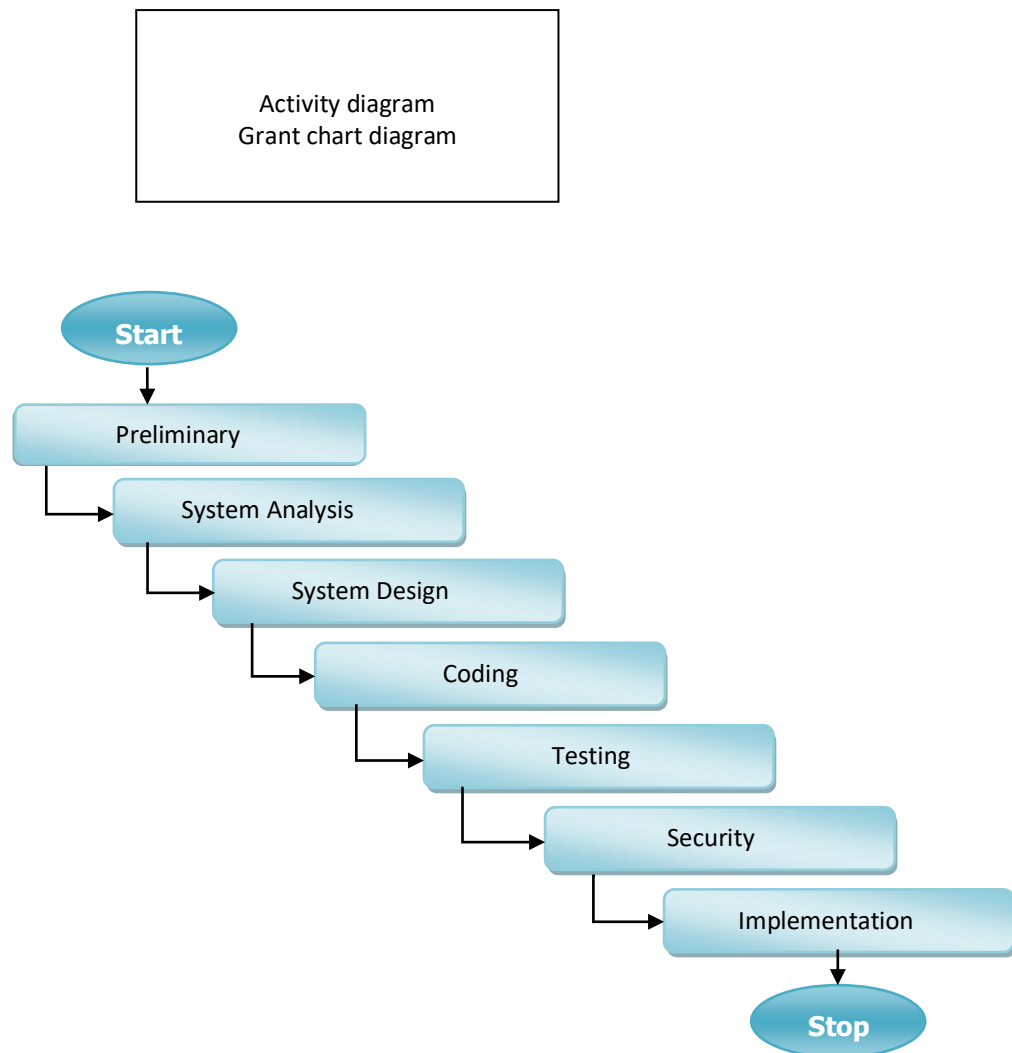 Activity diagram
Grant chart diagram
Start
Preliminary
System Analysis
System Design
Coding
Testing
Security
Implementation
Stop